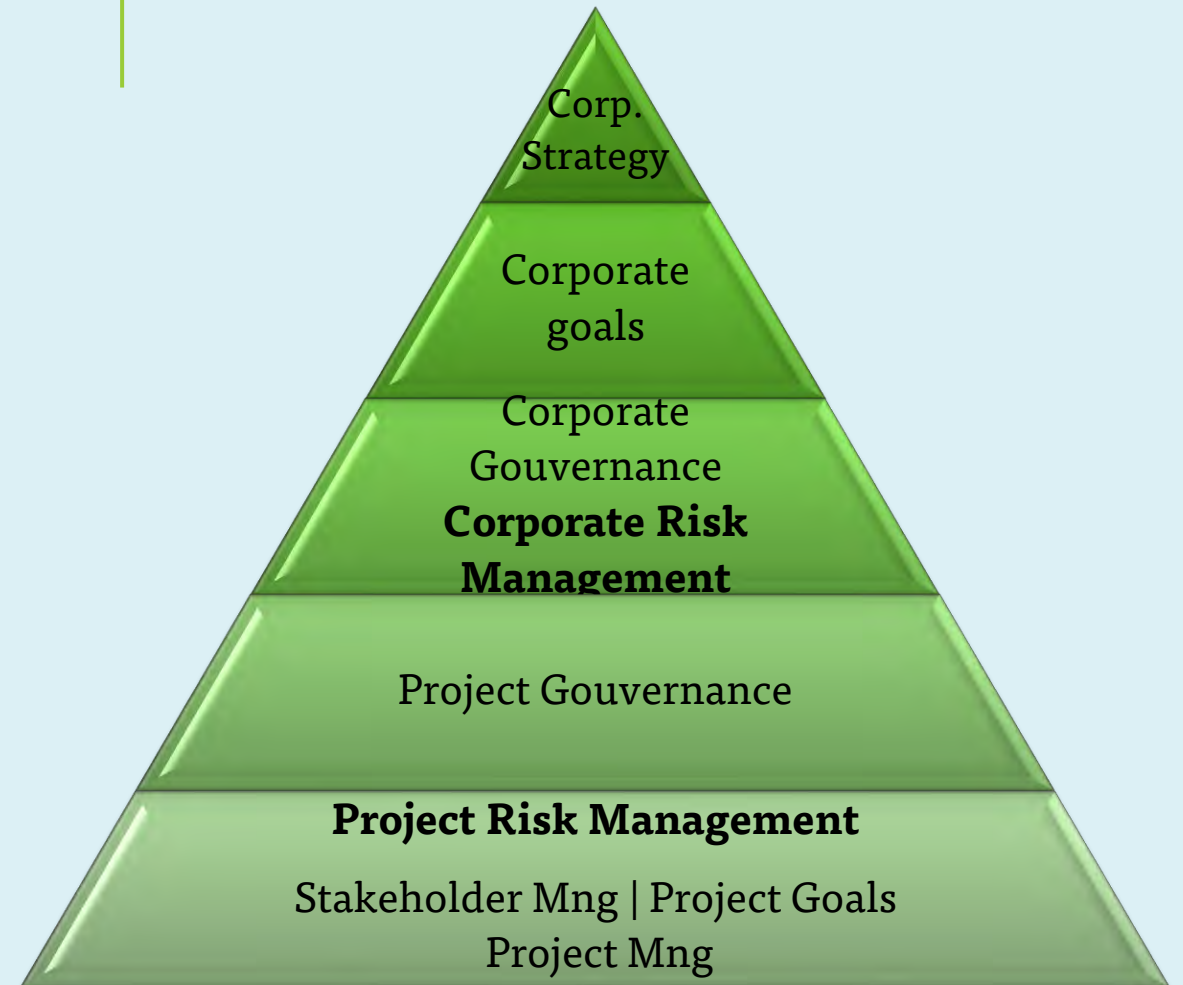 Corp.
Strategy
Corporate
goals
Corporate
Gouvernance
Corporate Risk
Management
Project Gouvernance
Project Risk Management
Stakeholder Mng | Project Goals
Project Mng